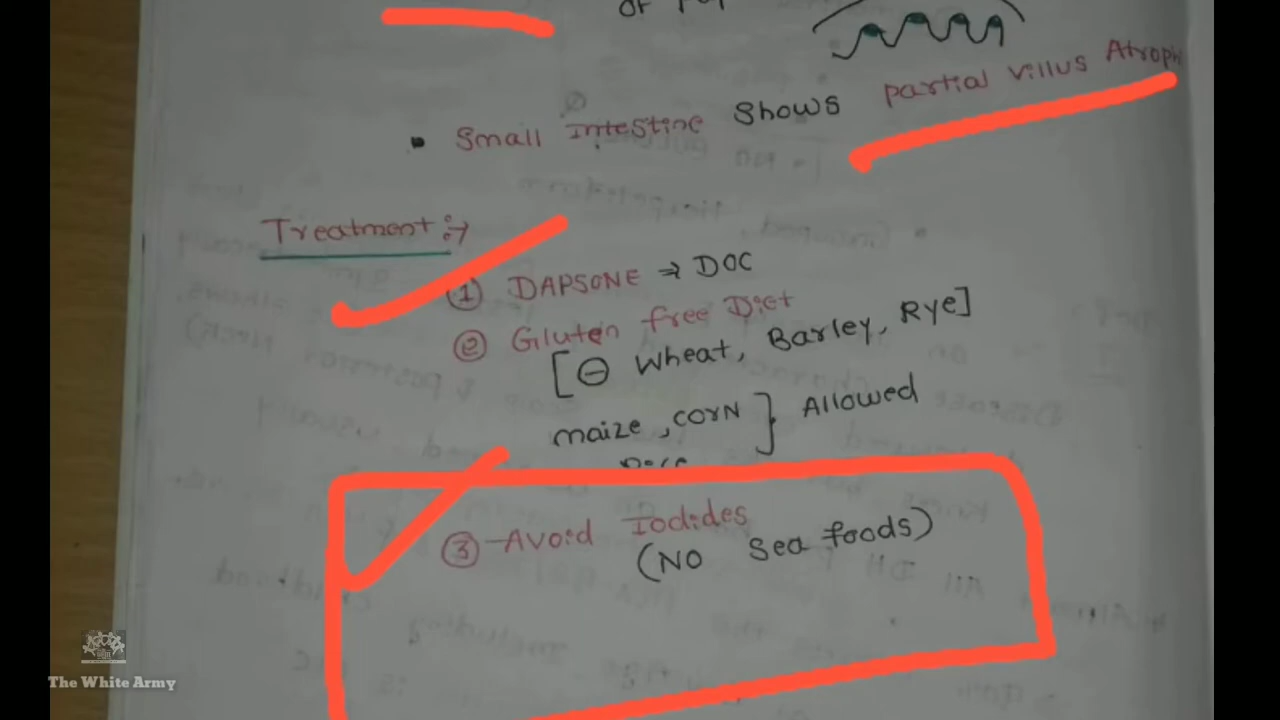 of
• Small Intestine Shows partial villus
Treatment :→
① DAPSONE ⇒ DOC
② Gluten free Diet
[⊖ Wheat, Barley, Rye]
maize, corn } Allowed
③ Avoid Iodides
(NO Sea foods)
The White Army